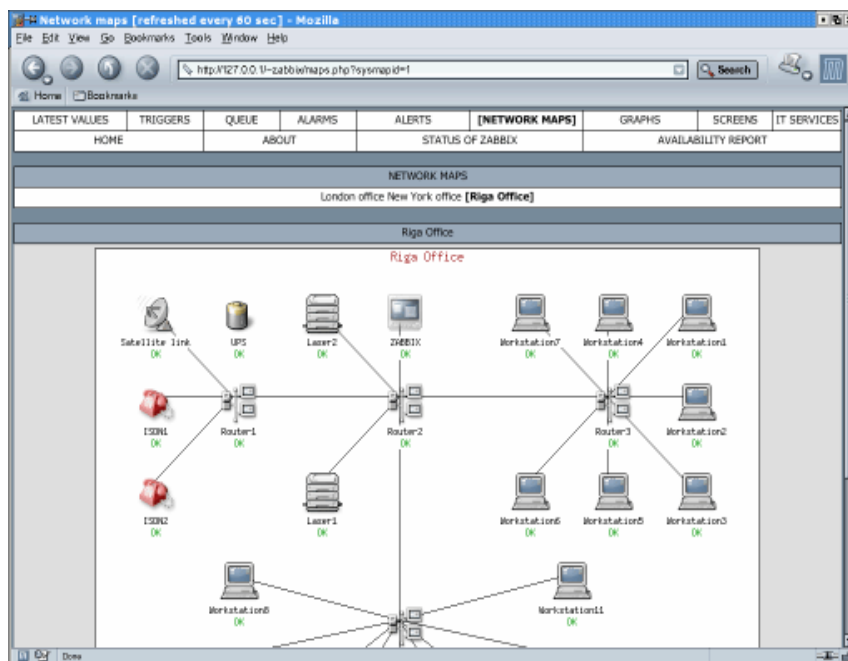 Network maps [refreshed every 60 sec] - Mozilla
File Edit View Go Bookmarks Tools Window Help
http://127.0.0.1/~zabbix/maps.php?sysmapid=1
Search
Home Bookmarks
LATEST VALUES TRIGGERS QUEUE ALARMS ALERTS [NETWORK MAPS] GRAPHS SCREENS IT SERVICES
HOME ABOUT STATUS OF ZABBIX AVAILABILITY REPORT
NETWORK MAPS
London office New York office [Riga Office]
Riga Office
Riga Office
Satellite link UPS Laser2 ZABBIX Workstation7 Workstation4 Workstation1
OK OK OK OK OK OK OK
ISDN1 Router1 Router2 Router3 Workstation2
OK OK OK OK OK
ISDN2 Laser1 Workstation6 Workstation5 Workstation3
OK OK OK OK OK
Workstation8 Workstation11
OK OK
Done